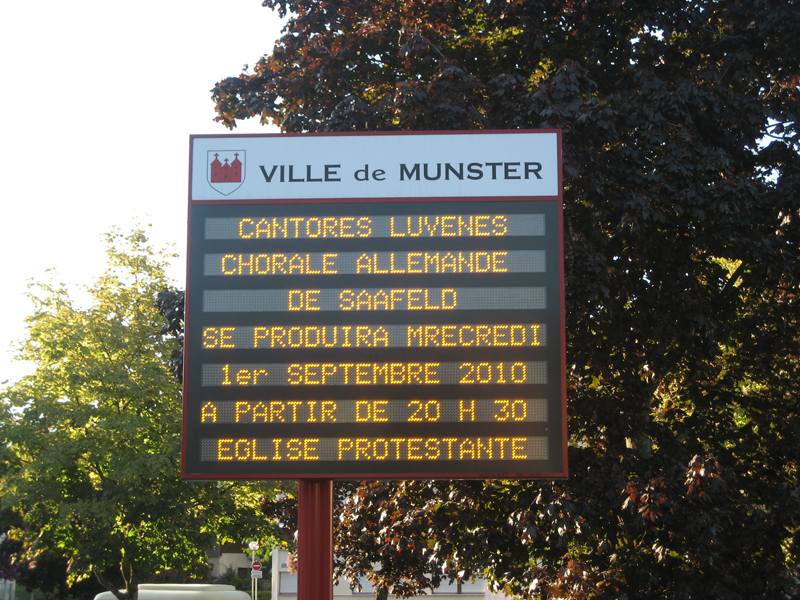 VILLE de MUNSTER
CANTORES LUVENES
CHORALE ALLEMANDE
DE SAAFELD
SE PRODUIRA MRECREDI
1er SEPTEMBRE 2010
A PARTIR DE 20 H 30
EGLISE PROTESTANTE